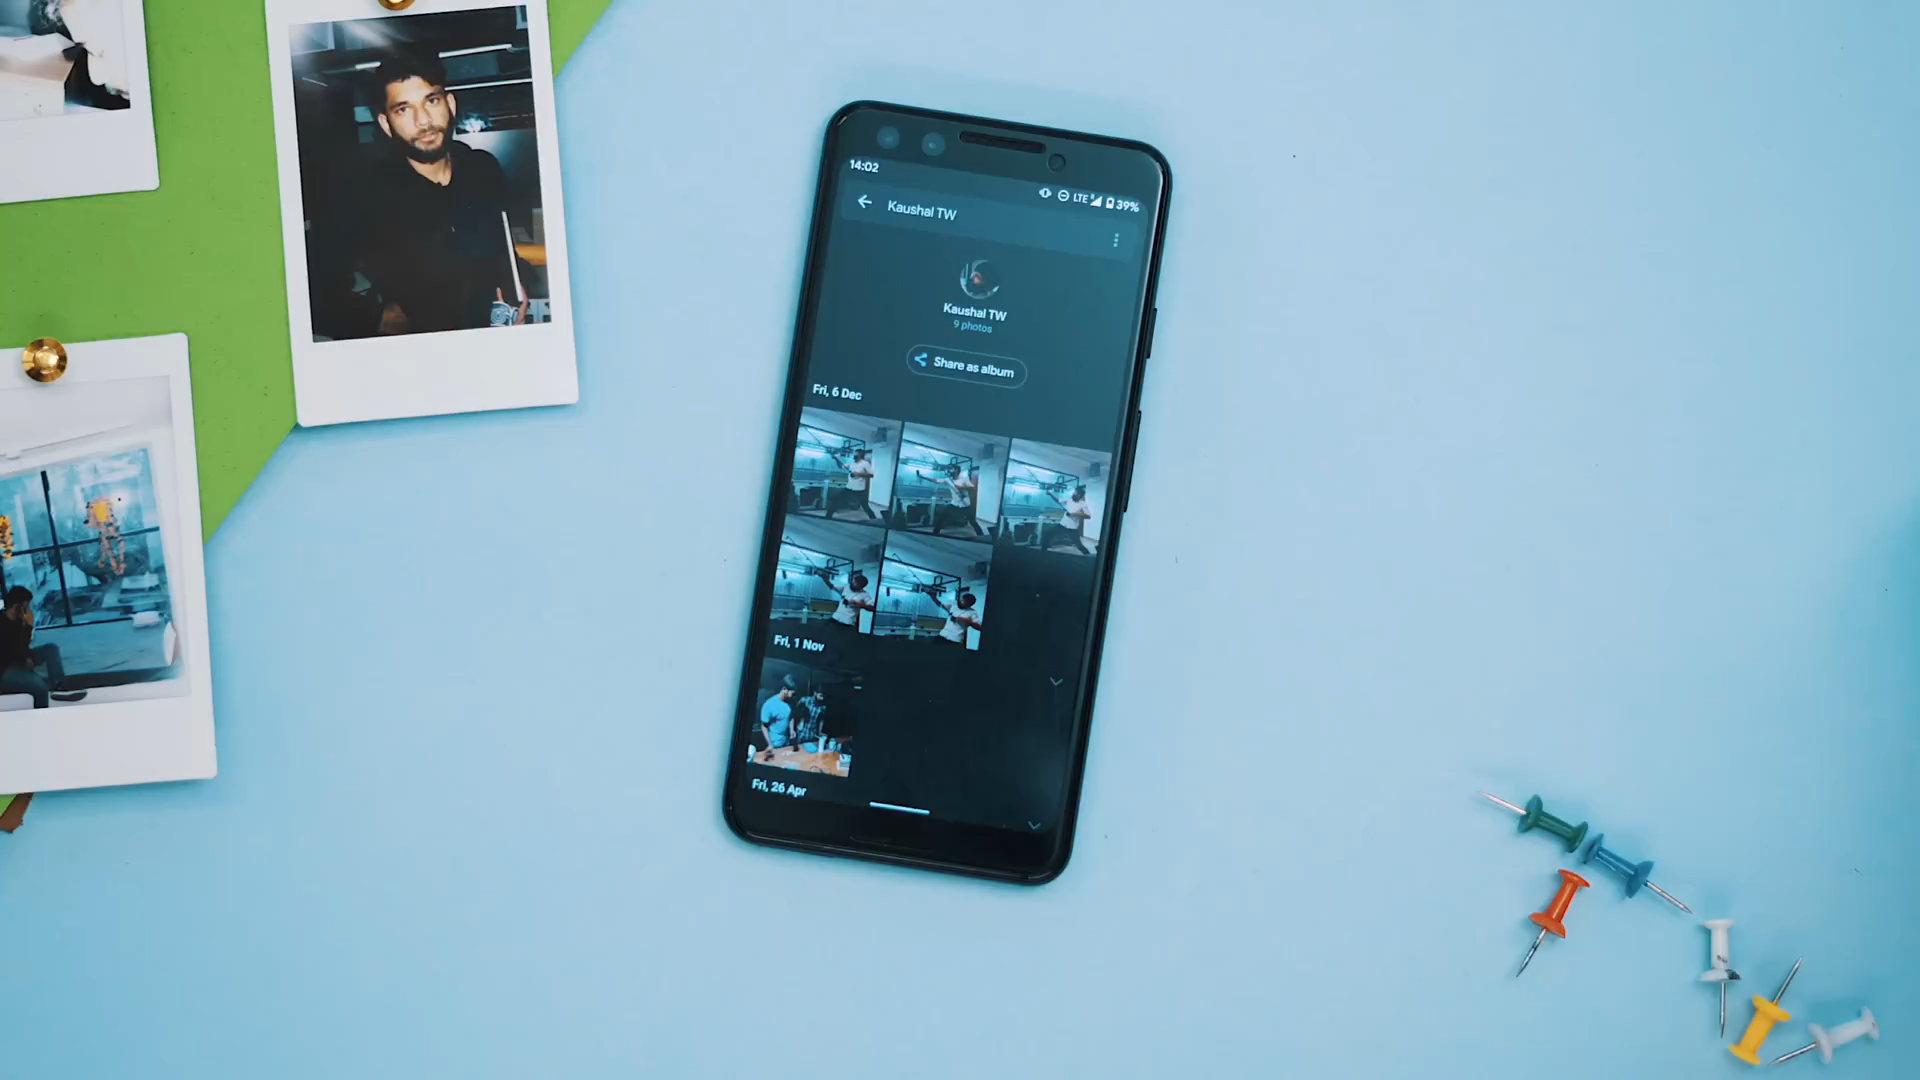 14:02
LTE 39%
Kaushal TW
Kaushal TW
9 photos
Share as album
Fri, 6 Dec
Fri, 1 Nov
Fri, 26 Apr